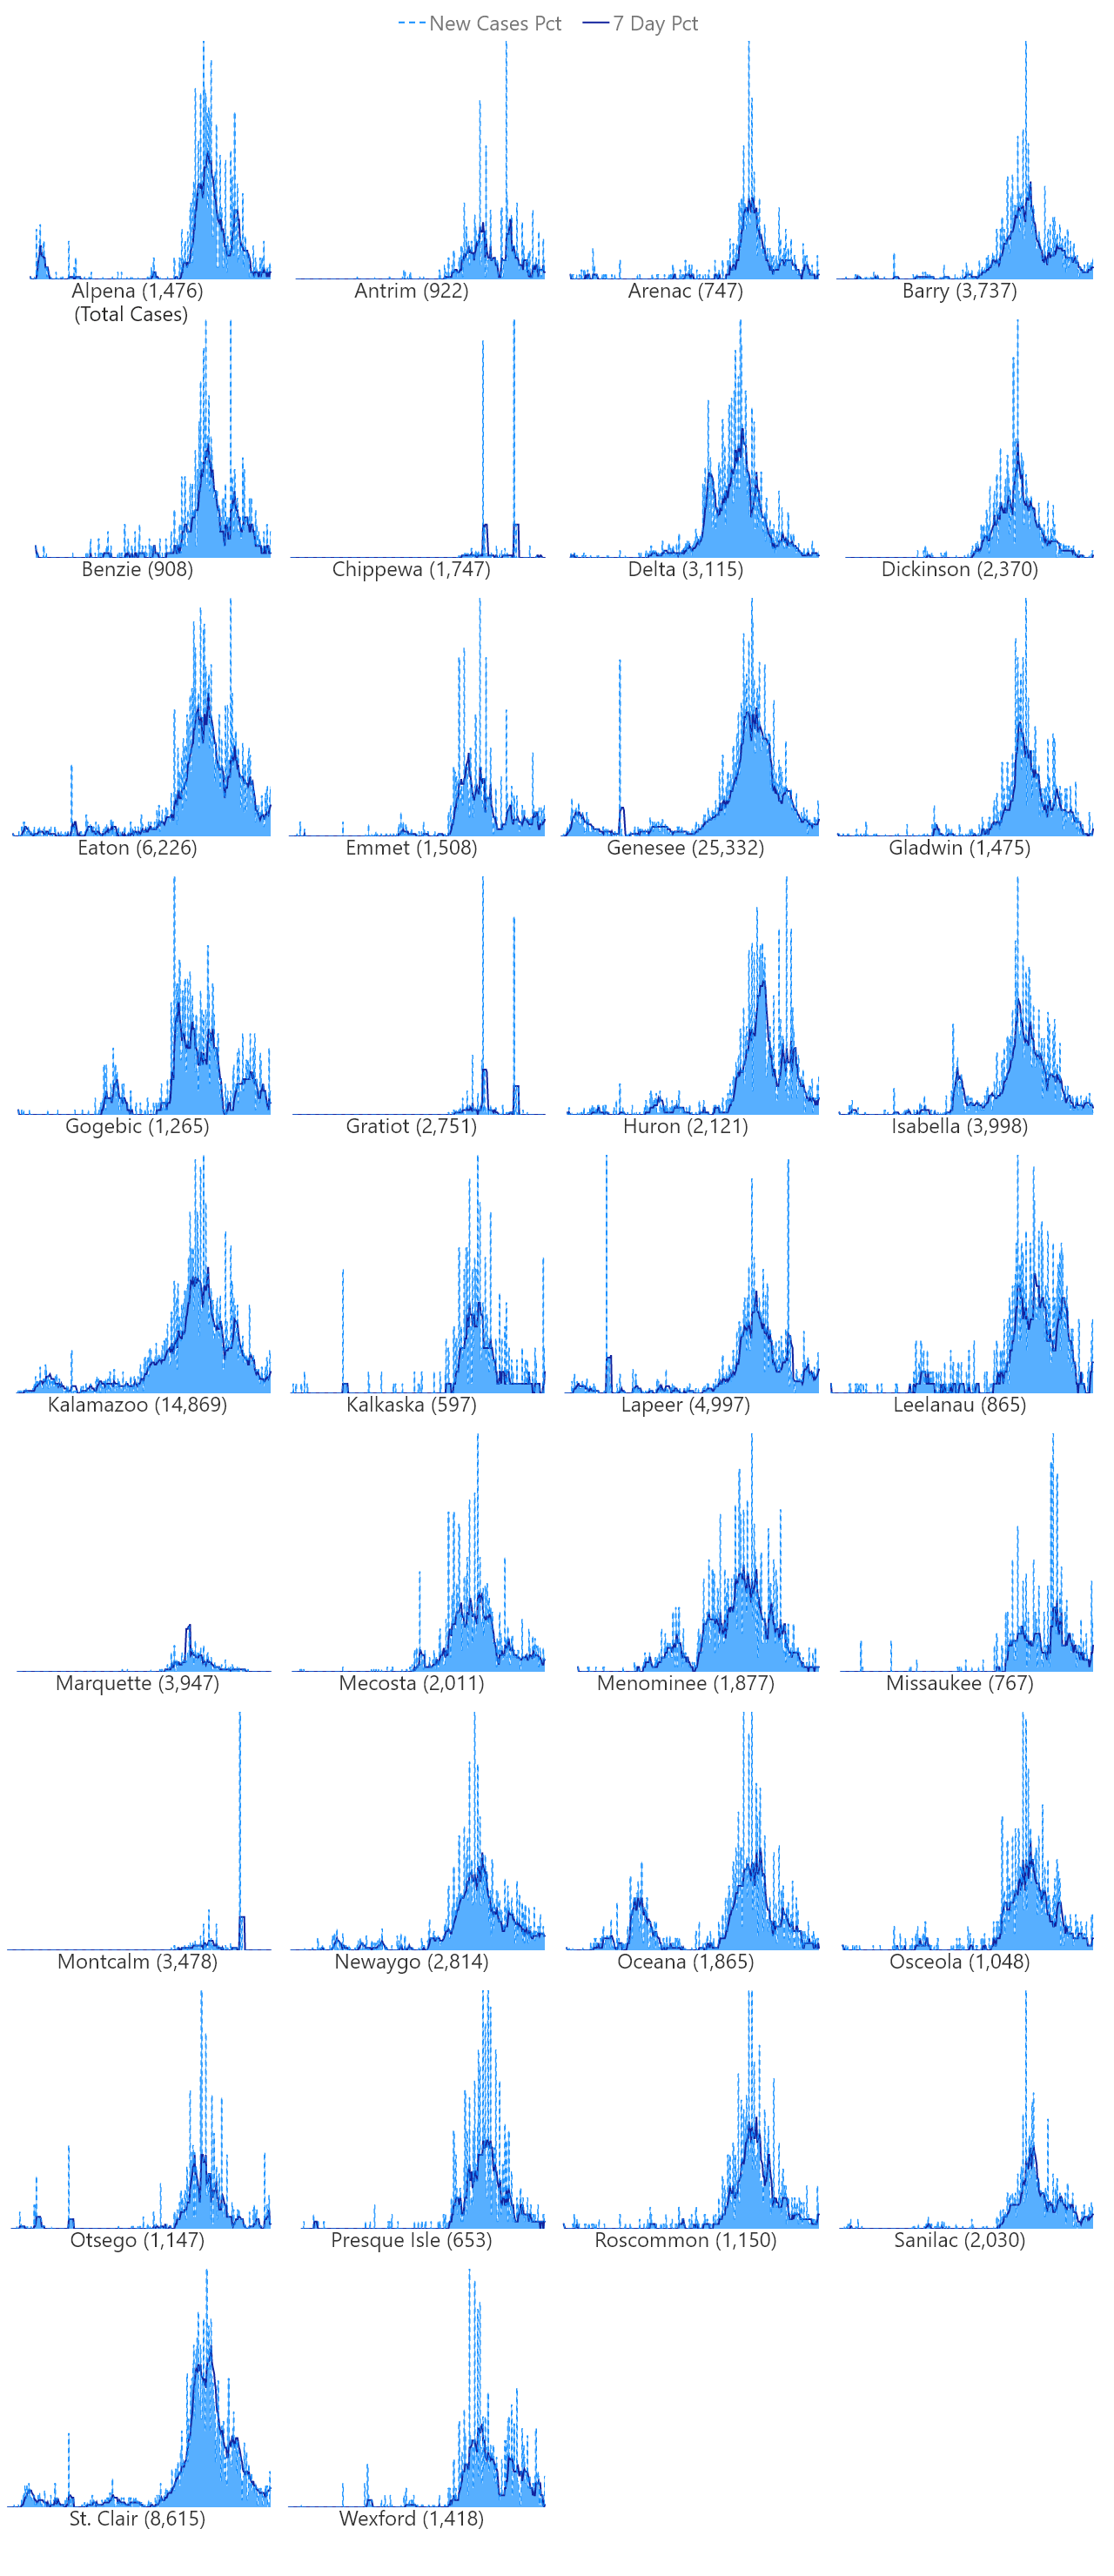 New Cases Pct 7 Day Pct
Alpena (1,476) Antrim (922) Arenac (747) Barry (3,737)
(Total Cases)
Benzie (908) Chippewa (1,747) Delta (3,115) Dickinson (2,370)
Eaton (6,226) Emmet (1,508) Genesee (25,332) Gladwin (1,475)
Gogebic (1,265) Gratiot (2,751) Huron (2,121) Isabella (3,998)
Kalamazoo (14,869) Kalkaska (597) Lapeer (4,997) Leelanau (865)
Marquette (3,947) Mecosta (2,011) Menominee (1,877) Missaukee (767)
Montcalm (3,478) Newaygo (2,814) Oceana (1,865) Osceola (1,048)
Otsego (1,147) Presque Isle (653) Roscommon (1,150) Sanilac (2,030)
St. Clair (8,615) Wexford (1,418)